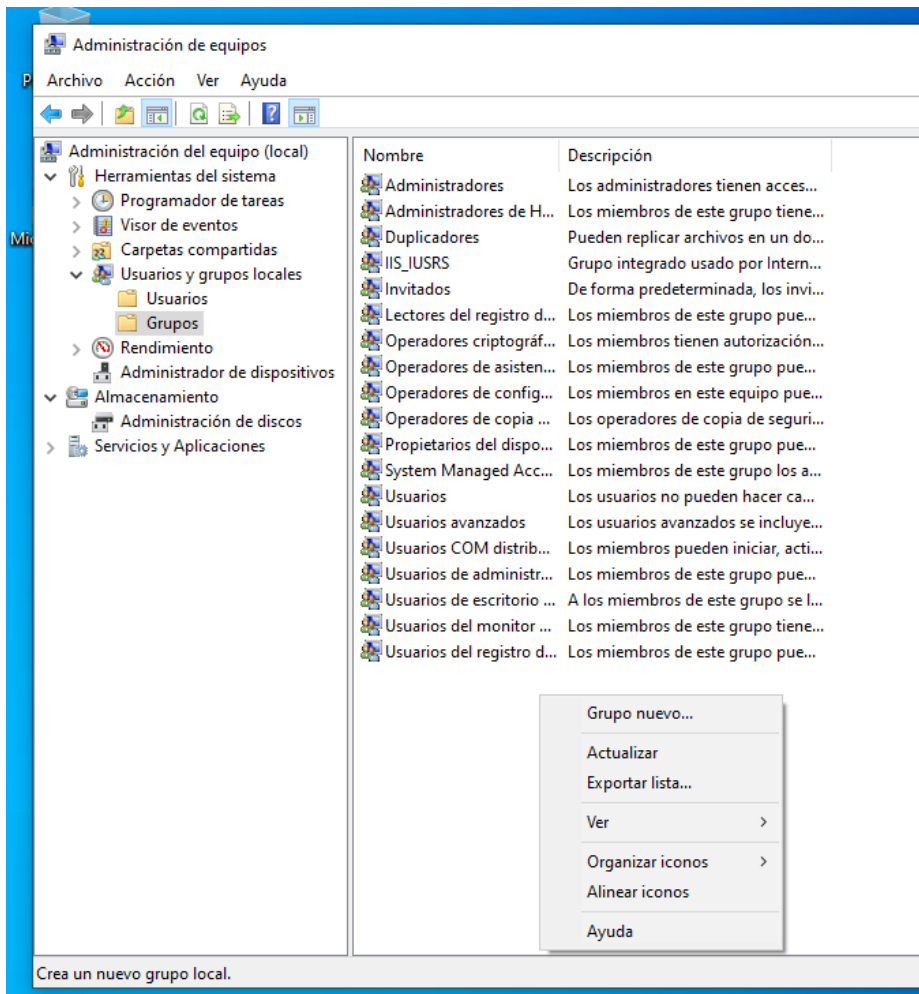 Administración de equipos
Archivo Acción Ver Ayuda
Administración del equipo (local)
Herramientas del sistema
Programador de tareas
Visor de eventos
Carpetas compartidas
Usuarios y grupos locales
Usuarios
Grupos
Rendimiento
Administrador de dispositivos
Almacenamiento
Administración de discos
Servicios y Aplicaciones
Nombre Descripción
Administradores Los administradores tienen acces...
Administradores de H... Los miembros de este grupo tiene...
Duplicadores Pueden replicar archivos en un do...
IIS_IUSRS Grupo integrado usado por Intern...
Invitados De forma predeterminada, los invi...
Lectores del registro d... Los miembros de este grupo pue...
Operadores criptográf... Los miembros tienen autorización...
Operadores de asisten... Los miembros de este grupo pue...
Operadores de config... Los miembros en este equipo pue...
Operadores de copia ... Los operadores de copia de seguri...
Propietarios del dispo... Los miembros de este grupo pue...
System Managed Acc... Los miembros de este grupo los a...
Usuarios Los usuarios no pueden hacer ca...
Usuarios avanzados Los usuarios avanzados se incluye...
Usuarios COM distrib... Los miembros pueden iniciar, acti...
Usuarios de administr... Los miembros de este grupo pue...
Usuarios de escritorio ... A los miembros de este grupo se l...
Usuarios del monitor ... Los miembros de este grupo tiene...
Usuarios del registro d... Los miembros de este grupo pue...
Grupo nuevo...
Actualizar
Exportar lista...
Ver
Organizar iconos
Alinear iconos
Ayuda
Crea un nuevo grupo local.